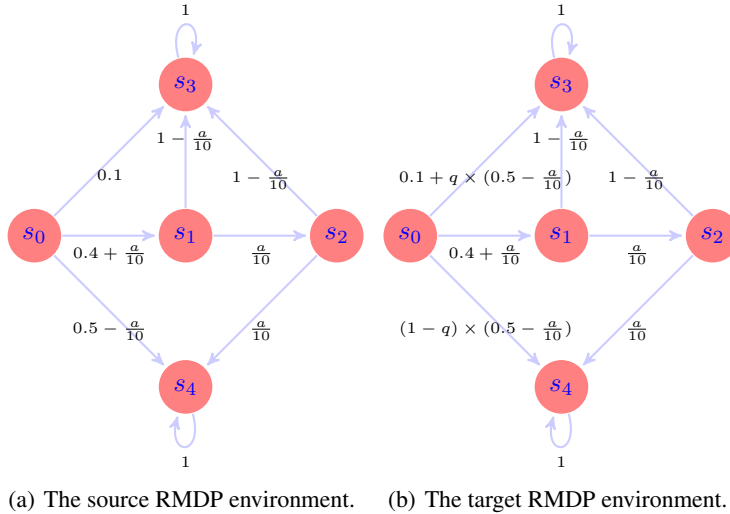 1
s₃
1 − a/10
0.1
1 − a/10
s₀
s₁
s₂
0.4 + a/10
a/10
0.5 − a/10
a/10
s₄
1
(a) The source RMDP environment.
1
s₃
1 − a/10
0.1 + q × (0.5 − a/10)
1 − a/10
s₀
s₁
s₂
0.4 + a/10
a/10
(1 − q) × (0.5 − a/10)
a/10
s₄
1
(b) The target RMDP environment.